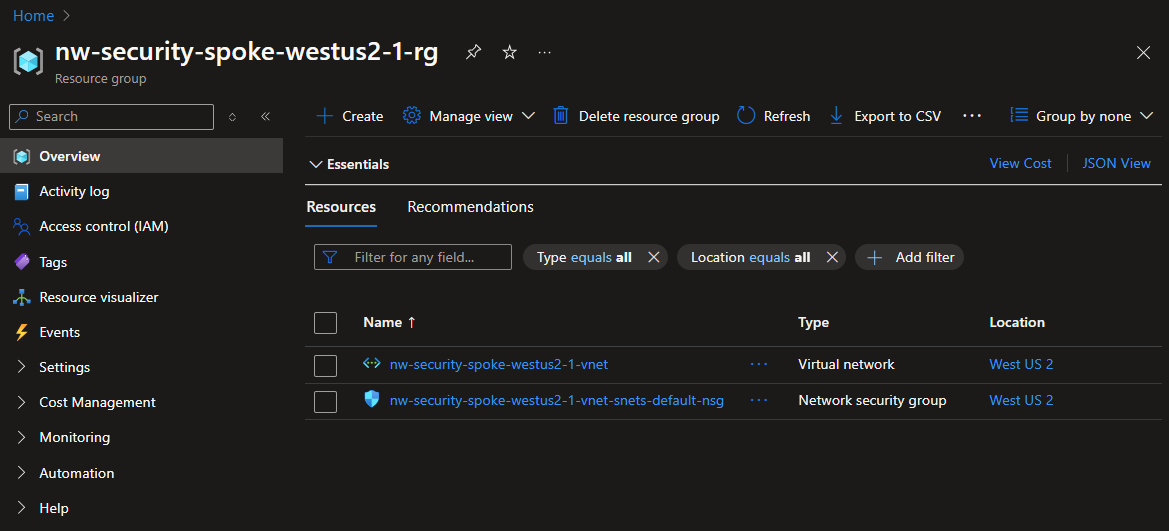 Home
nw-security-spoke-westus2-1-rg
Resource group
Search
Overview
Activity log
Access control (IAM)
Tags
Resource visualizer
Events
Settings
Cost Management
Monitoring
Automation
Help
Create Manage view Delete resource group Refresh Export to CSV Group by none
Essentials View Cost JSON View
Resources Recommendations
Filter for any field... Type equals all Location equals all Add filter
Name ↑ Type Location
nw-security-spoke-westus2-1-vnet Virtual network West US 2
nw-security-spoke-westus2-1-vnet-snets-default-nsg Network security group West US 2